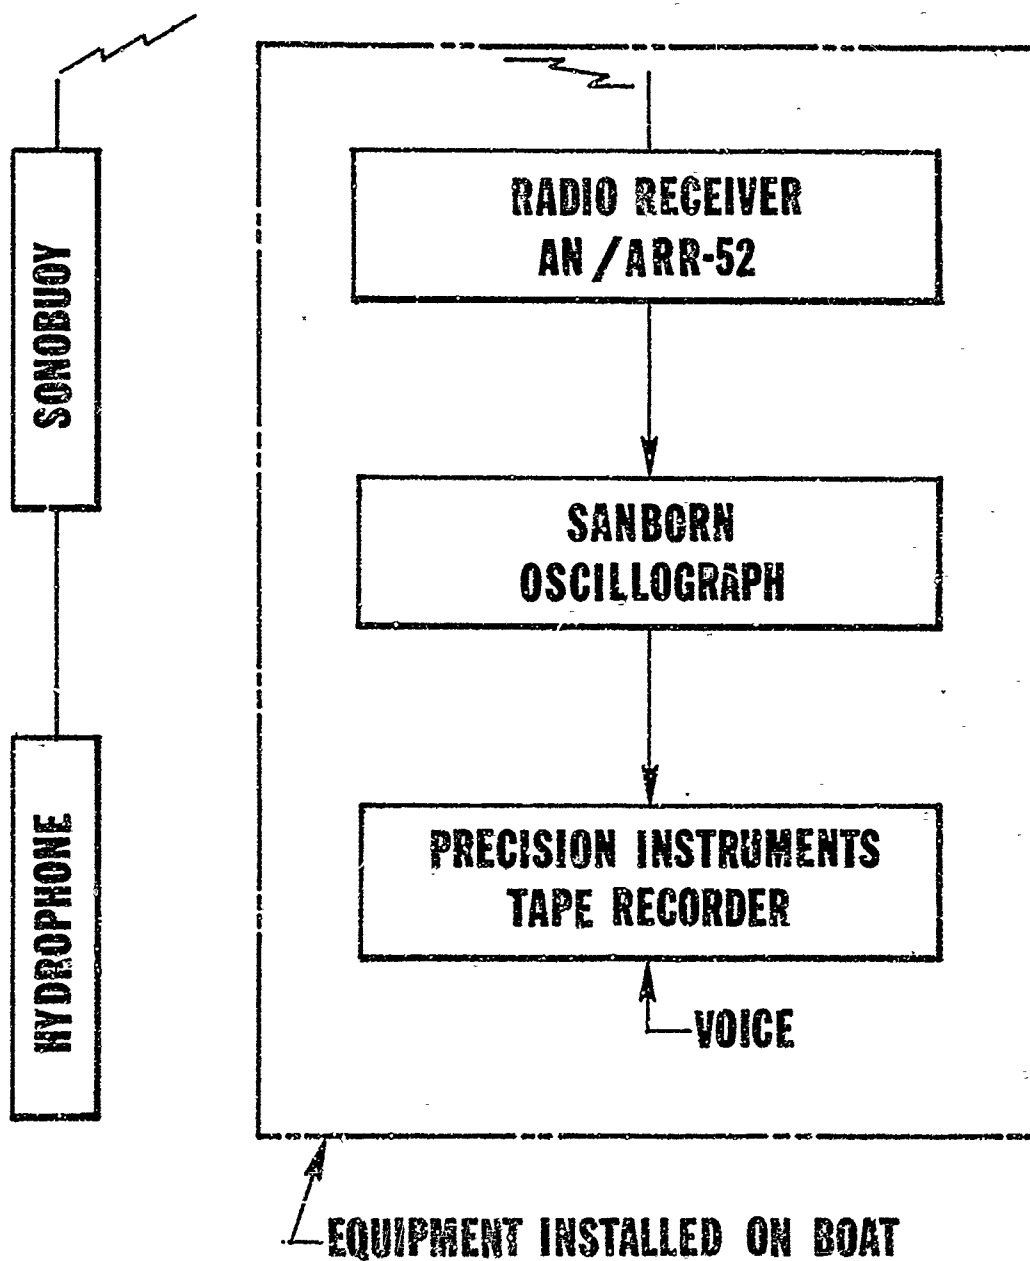 SONOBUOY
HYDROPHONE
RADIO RECEIVER
AN/ARR-52
SANBORN
OSCILLOGRAPH
PRECISION INSTRUMENTS
TAPE RECORDER
VOICE
EQUIPMENT INSTALLED ON BOAT